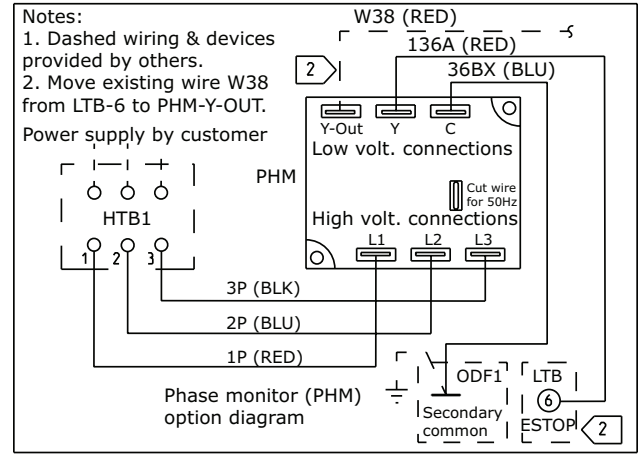 Notes:
1. Dashed wiring & devices
provided by others.
2. Move existing wire W38
from LTB-6 to PHM-Y-OUT.
Power supply by customer
W38 (RED)
136A (RED)
36BX (BLU)
2
Y-Out Y C
Low volt. connections
PHM
Cut wire
for 50Hz
High volt. connections
L1 L2 L3
HTB1
1 2 3
3P (BLK)
2P (BLU)
1P (RED)
Phase monitor (PHM)
option diagram
ODF1
Secondary
common
LTB
6
ESTOP
2